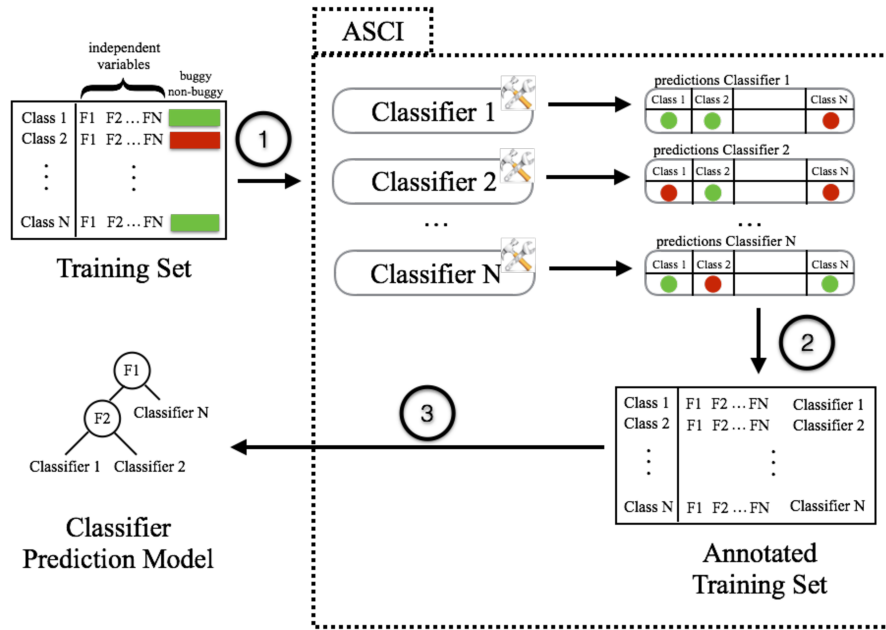 ASCI
independent
variables
buggy
non-buggy
Class 1 F1 F2 ... FN
Class 2 F1 F2 ... FN
Class N F1 F2 ... FN
Training Set
1
Classifier 1
predictions Classifier 1
Class 1 Class 2 Class N
Classifier 2
predictions Classifier 2
Class 1 Class 2 Class N
...
...
Classifier N
predictions Classifier N
Class 1 Class 2 Class N
2
Class 1 F1 F2 ... FN Classifier 1
Class 2 F1 F2 ... FN Classifier 2
Class N F1 F2 ... FN Classifier N
Annotated
Training Set
3
F1
Classifier N
F2
Classifier 1 Classifier 2
Classifier
Prediction Model